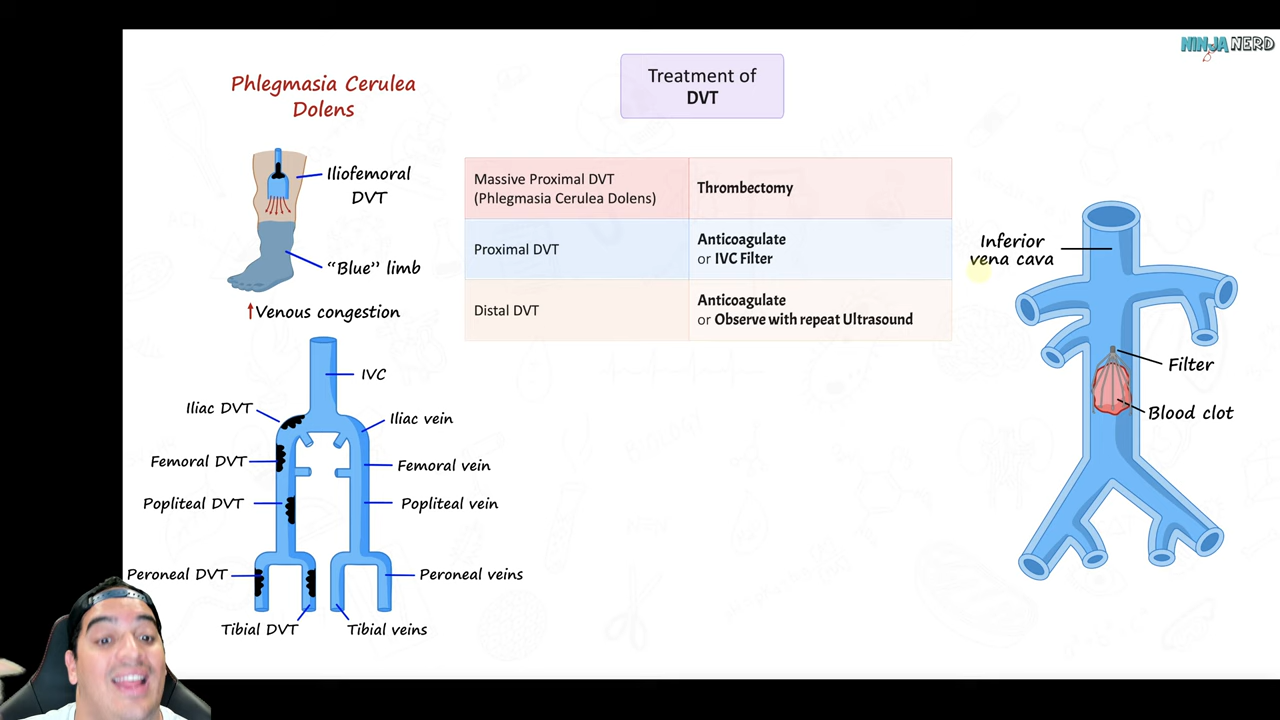 NINJA NERD
Treatment of
DVT
Phlegmasia Cerulea
Dolens
Iliofemoral
DVT
"Blue" limb
↑Venous congestion
Massive Proximal DVT
(Phlegmasia Cerulea Dolens)
Thrombectomy
Proximal DVT
Anticoagulate
or IVC Filter
Distal DVT
Anticoagulate
or Observe with repeat Ultrasound
Inferior
vena cava
Filter
Blood clot
IVC
Iliac DVT
Iliac vein
Femoral DVT
Femoral vein
Popliteal DVT
Popliteal vein
Peroneal DVT
Peroneal veins
Tibial DVT
Tibial veins